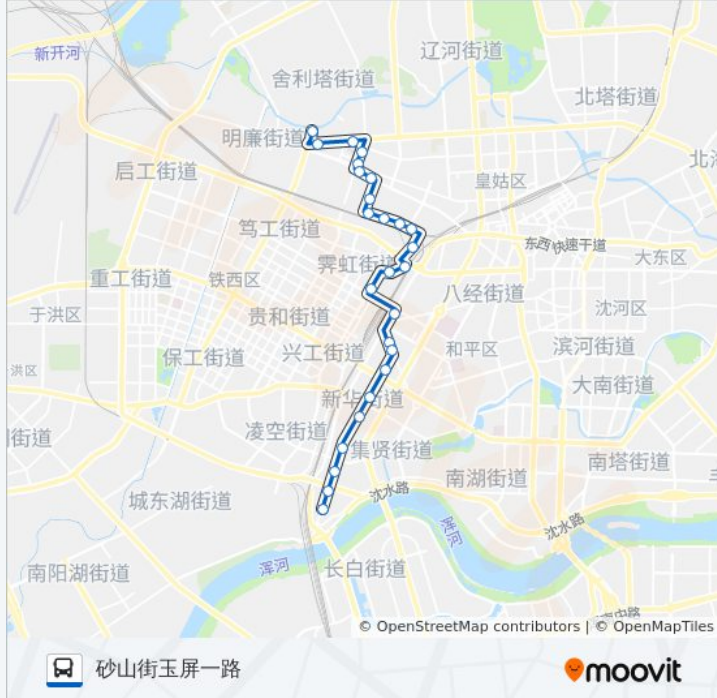 辽河街道
新开河
舍利塔街道
北塔街道
明廉街道
北海
启工街道
皇姑区
笃工街道
东西快速干道
大东区
霁虹街道
重工街道
铁西区
八经街道
沈河区
于洪区
贵和街道
兴工街道
和平区
滨河街道
保工街道
洪区
大南街道
新华街道
街道
凌空街道
集贤街道
南塔街道
南湖街道
沈水路
城东湖街道
浑河
沈水路
浑河
长白街道
南阳湖街道
中路
© OpenStreetMap contributors | © OpenMapTiles
砂山街玉屏一路
moovit